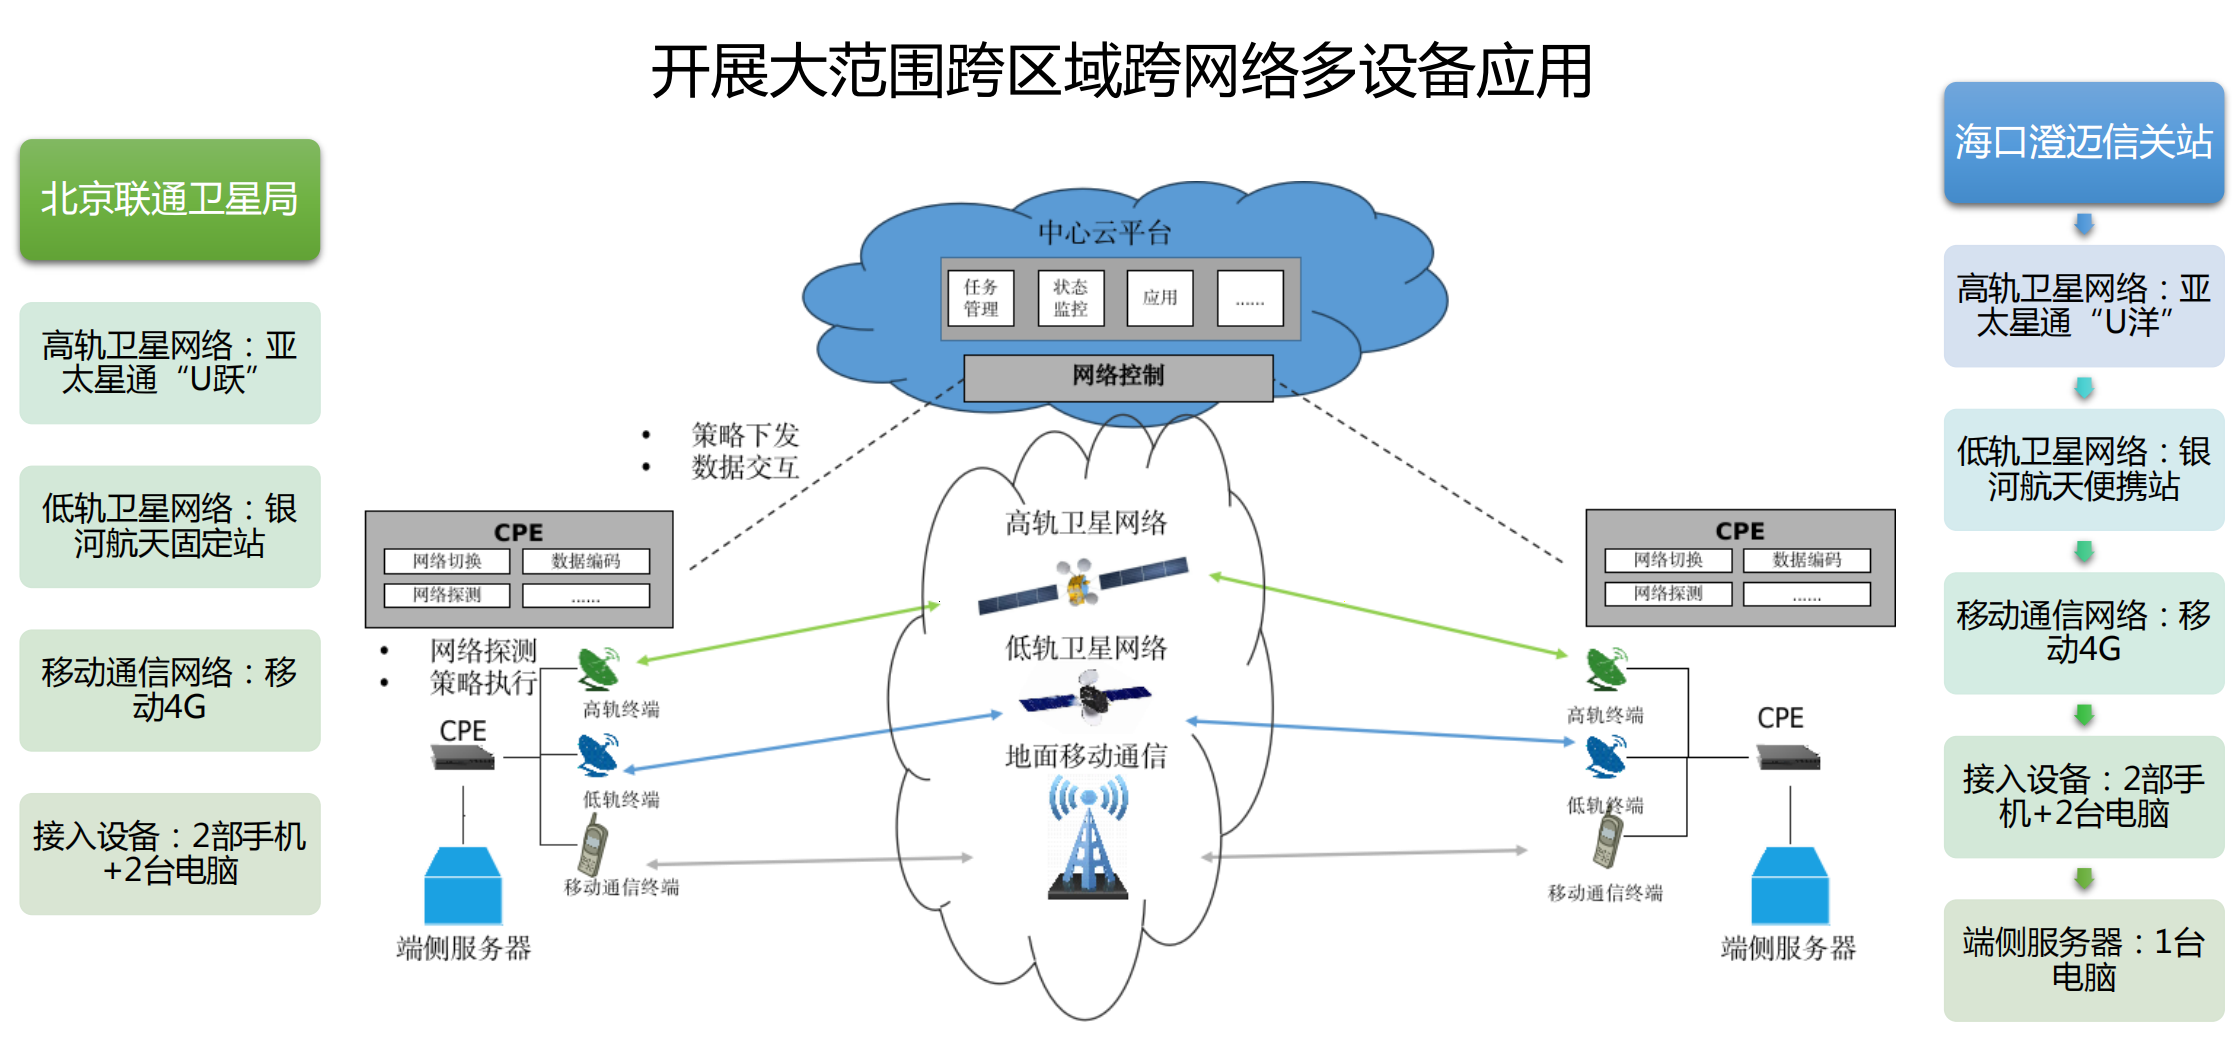 开展大范围跨区域跨网络多设备应用
北京联通卫星局
高轨卫星网络：亚
太星通“U跃”
低轨卫星网络：银
河航天固定站
移动通信网络：移
动4G
接入设备：2部手机
+2台电脑
中心云平台
任务
管理
状态
监控
应用
......
网络控制
• 策略下发
• 数据交互
CPE
网络切换
数据编码
网络探测
......
• 网络探测
• 策略执行
CPE
高轨终端
低轨终端
移动通信终端
端侧服务器
高轨卫星网络
低轨卫星网络
地面移动通信
CPE
网络切换
数据编码
网络探测
......
高轨终端
CPE
低轨终端
移动通信终端
端侧服务器
海口澄迈信关站
高轨卫星网络：亚
太星通“U洋”
低轨卫星网络：银
河航天便携站
移动通信网络：移
动4G
接入设备：2部手
机+2台电脑
端侧服务器：1台
电脑